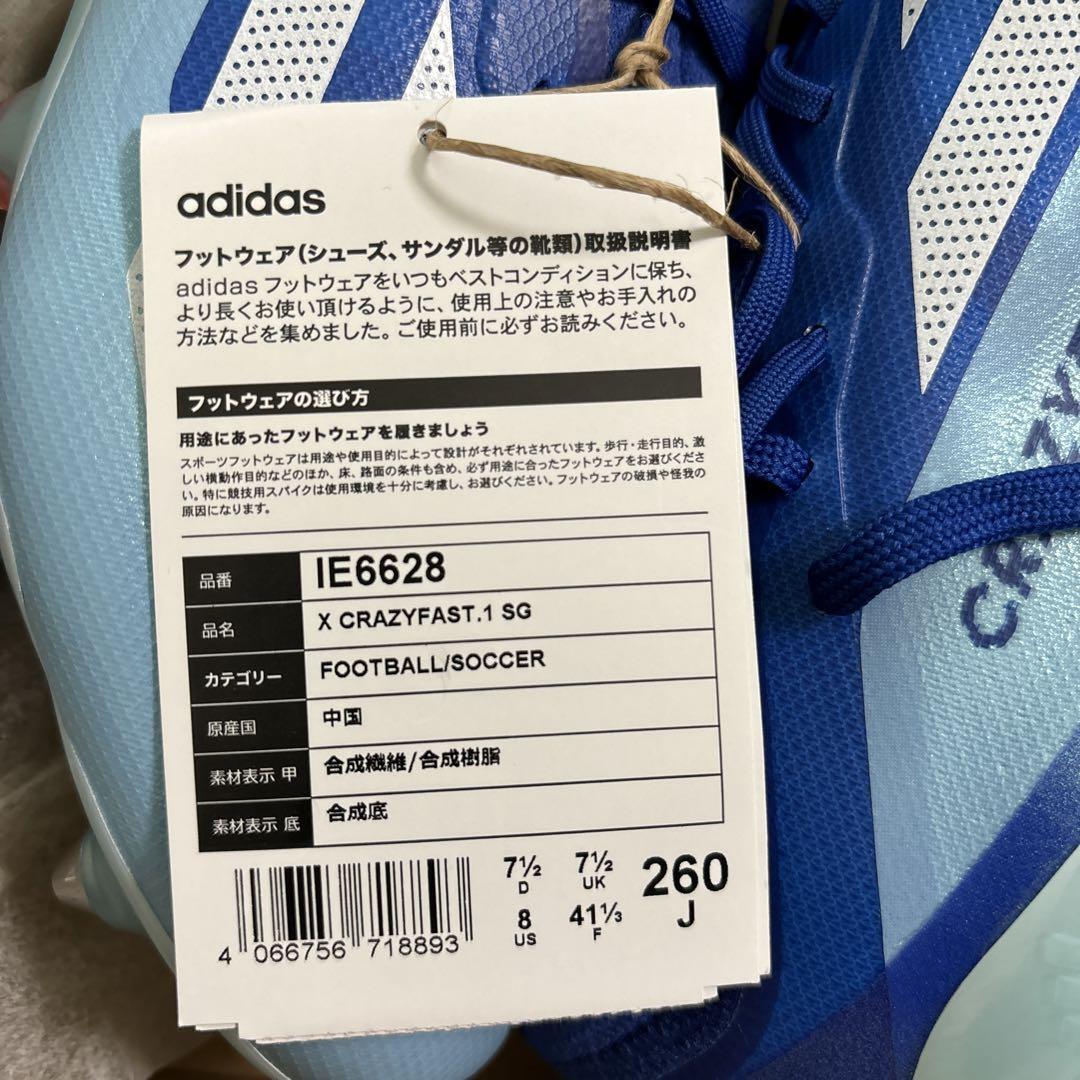 adidas
フットウェア(シューズ、サンダル等の靴類)取扱説明書
adidas フットウェアをいつもベストコンディションに保ち、
より長くお使い頂けるように、使用上の注意やお手入れの
方法などを集めました。ご使用前に必ずお読みください。
フットウェアの選び方
用途にあったフットウェアを履きましょう
スポーツフットウェアは用途や使用目的によって設計がそれぞれされています。歩行・走行目的、激
しい横動作目的などのほか、床、路面の条件も含め、必ず用途に合ったフットウェアをお選びくださ
い。特に競技用スパイクは使用環境を十分に考慮し、お選びください。フットウェアの破損や怪我の
原因になります。
品番 IE6628
品名 X CRAZYFAST.1 SG
カテゴリー FOOTBALL/SOCCER
原産国 中国
素材表示 甲 合成繊維/合成樹脂
素材表示 底 合成底
7½ 7½ 260
D UK J
8 41⅓
US F
4 066756 718893
CRAZY